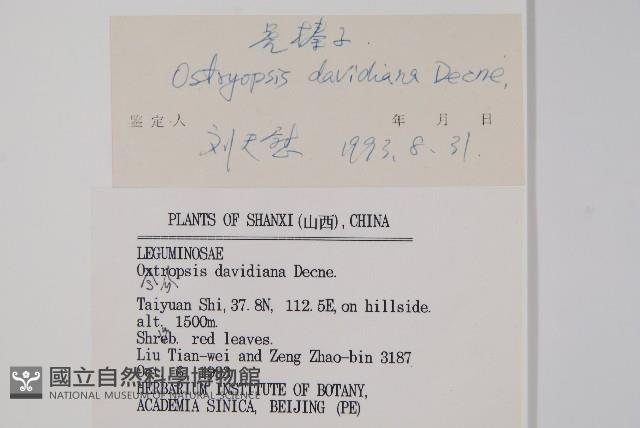 虎榛子.
Ostryopsis davidiana Decne.
鉴定人 年 月 日
刘天慰 1993. 8. 31.
PLANTS OF SHANXI (山西), CHINA
LEGUMINOSAE
Oxtropsis davidiana Decne.
Taiyuan Shi, 37.8N, 112.5E, on hillside.
alt. 1500m.
Shreb. red leaves.
Liu Tian-wei and Zeng Zhao-bin 3187
Oct.
HERBARIUM INSTITUTE OF BOTANY,
ACADEMIA SINICA, BEIJING (PE)
國立自然科學博物館
NATIONAL MUSEUM OF NATURAL SCIENCE